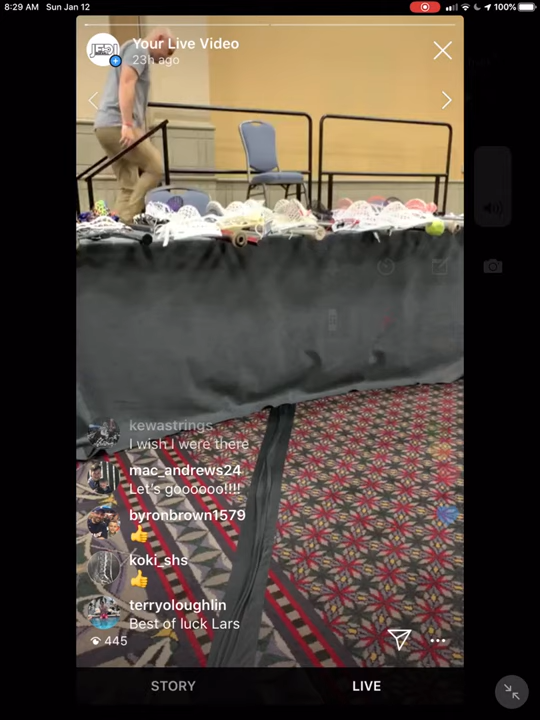 8:29 AM Sun Jan 12
100%
JEDI
Your Live Video
23h ago
kewastrings
I wish I were there
mac_andrews24
Let's goooooo!!!!
byronbrown1579
👍
koki_shs
👍
terryoloughlin
Best of luck Lars
445
STORY LIVE